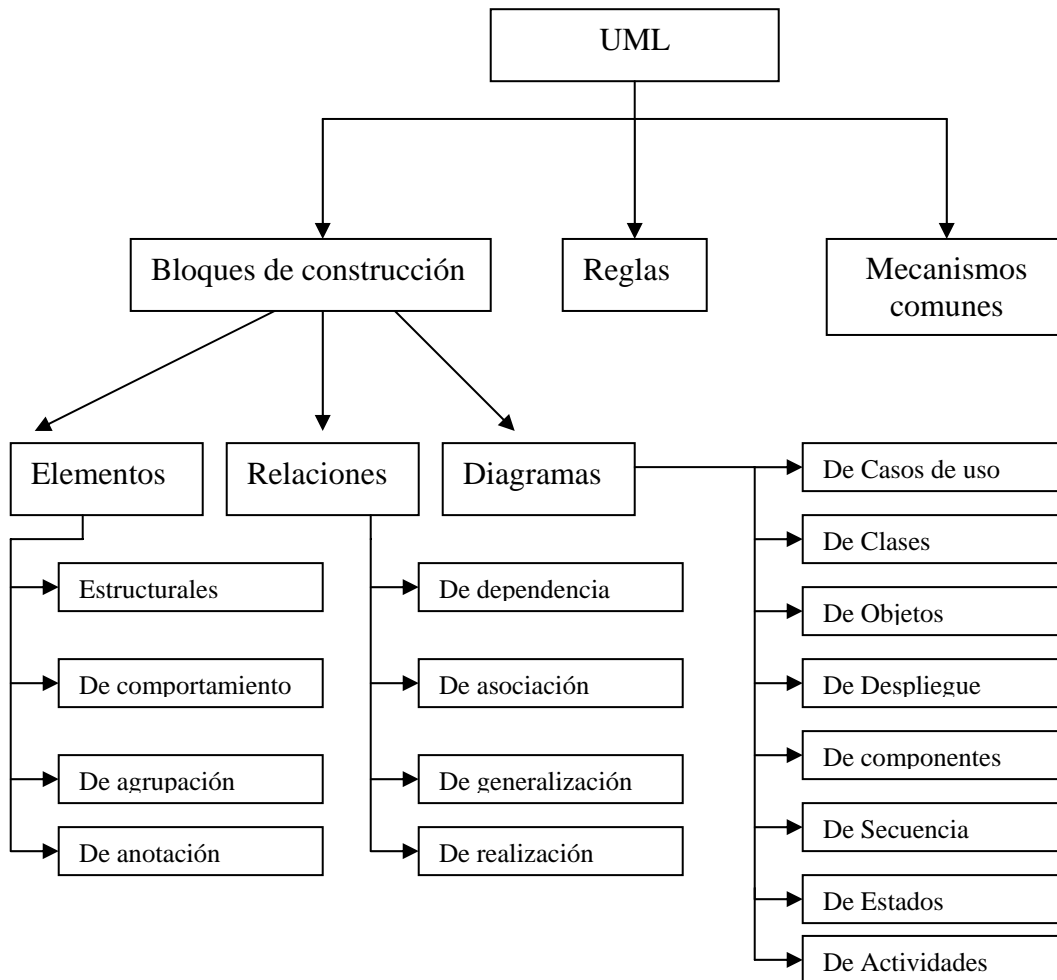 UML
Bloques de construcción
Reglas
Mecanismos
comunes
Elementos
Relaciones
Diagramas
Estructurales
De comportamiento
De agrupación
De anotación
De dependencia
De asociación
De generalización
De realización
De Casos de uso
De Clases
De Objetos
De Despliegue
De componentes
De Secuencia
De Estados
De Actividades